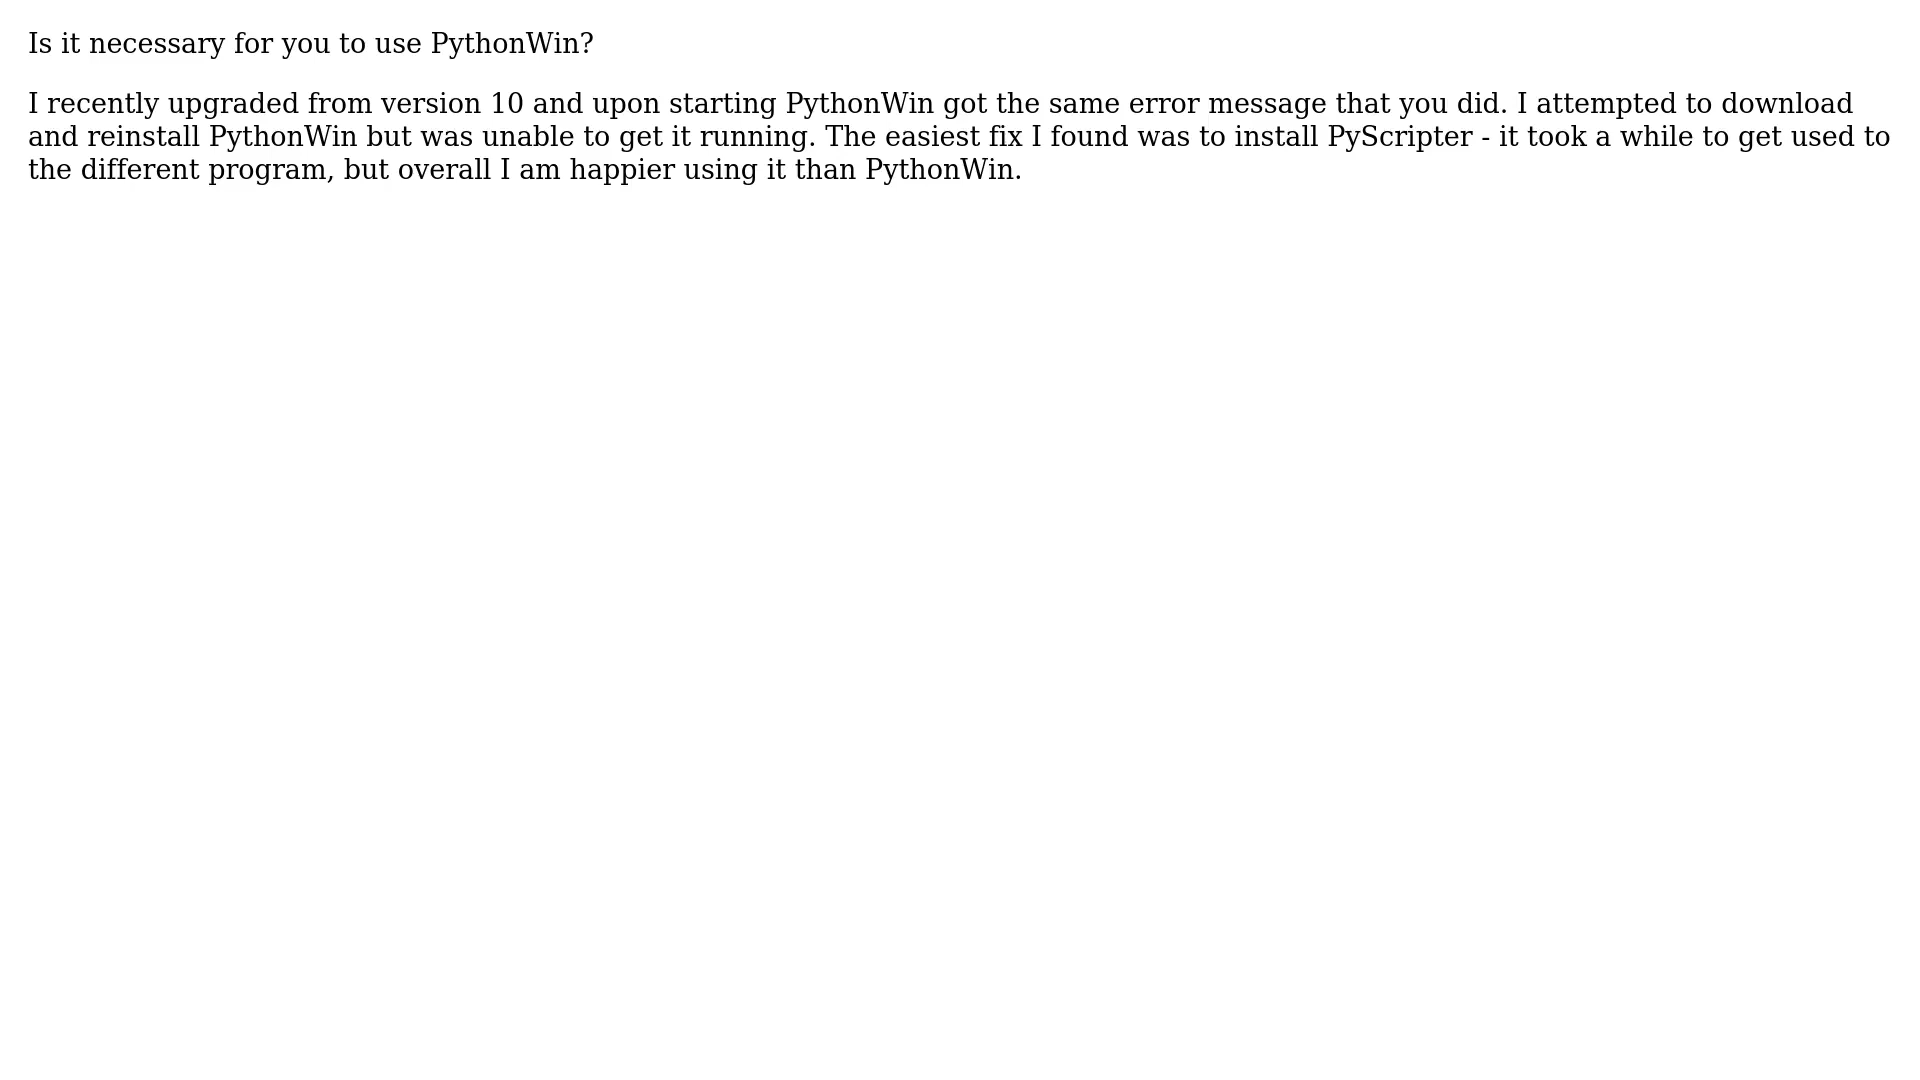 Is it necessary for you to use PythonWin?
I recently upgraded from version 10 and upon starting PythonWin got the same error message that you did. I attempted to download
and reinstall PythonWin but was unable to get it running. The easiest fix I found was to install PyScripter - it took a while to get used to
the different program, but overall I am happier using it than PythonWin.